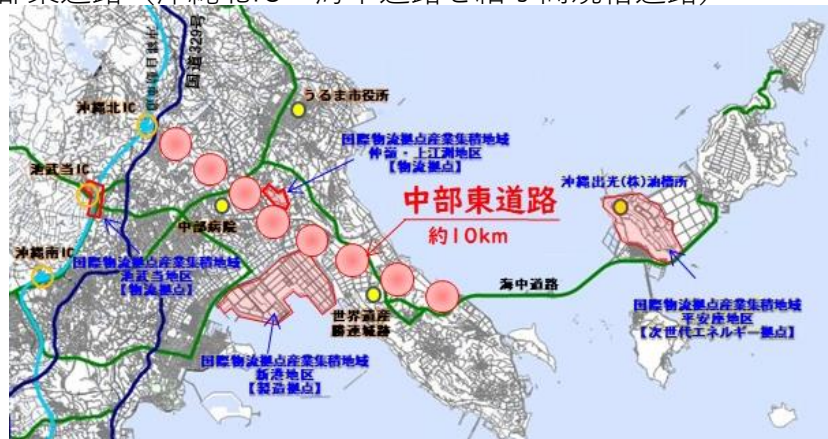 部東道路（沖縄北IC～海中道路を結ぶ高規格道路）
国道329号
沖縄自動車道
沖縄北IC
うるま市役所
国際物流拠点産業集積地域
仲嶺・上江洲地区
【物流拠点】
池武当IC
中部病院
中部東道路
約10km
沖縄出光(株)油槽所
沖縄南IC
国際物流拠点産業集積地域
池武当地区
【物流拠点】
海中道路
世界遺産
勝連城跡
国際物流拠点産業集積地域
平安座地区
【次世代エネルギー拠点】
国際物流拠点産業集積地域
新港地区
【製造拠点】